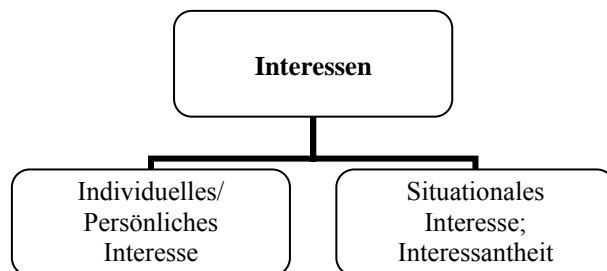 Interessen
Individuelles/
Persönliches
Interesse
Situationales
Interesse;
Interessantheit